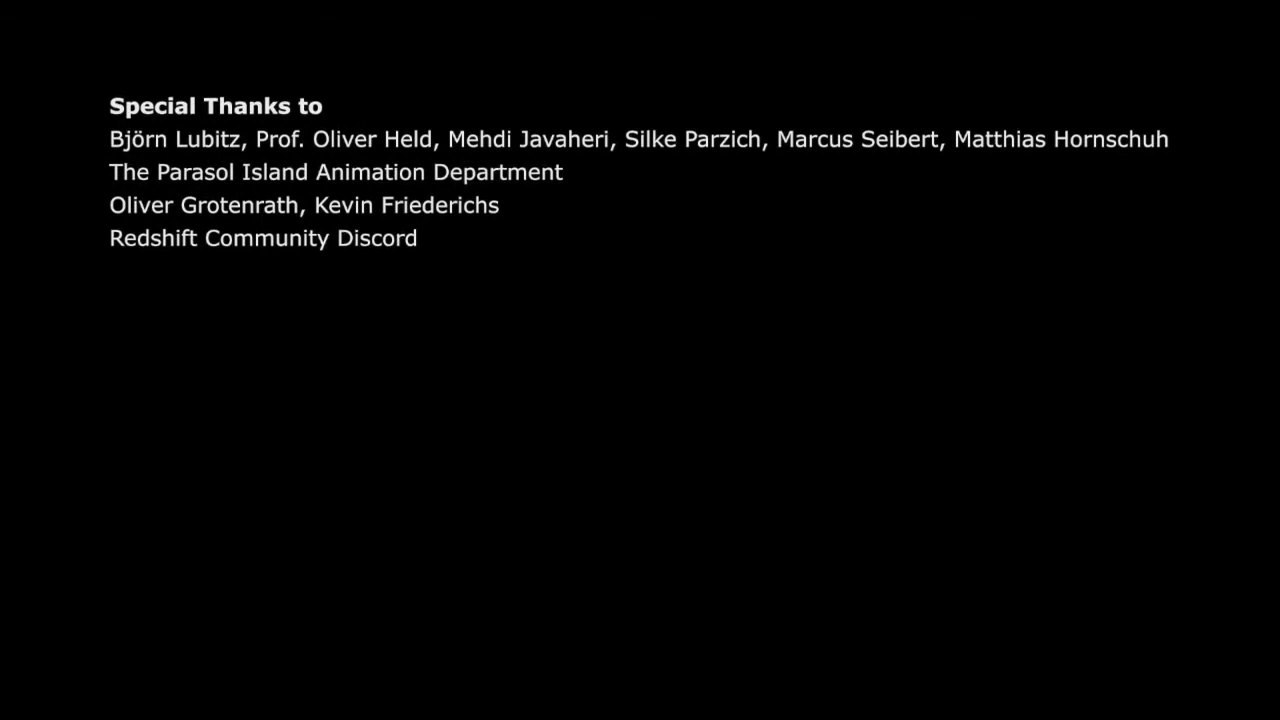 Special Thanks to
Björn Lubitz, Prof. Oliver Held, Mehdi Javaheri, Silke Parzich, Marcus Seibert, Matthias Hornschuh
The Parasol Island Animation Department
Oliver Grotenrath, Kevin Friederichs
Redshift Community Discord